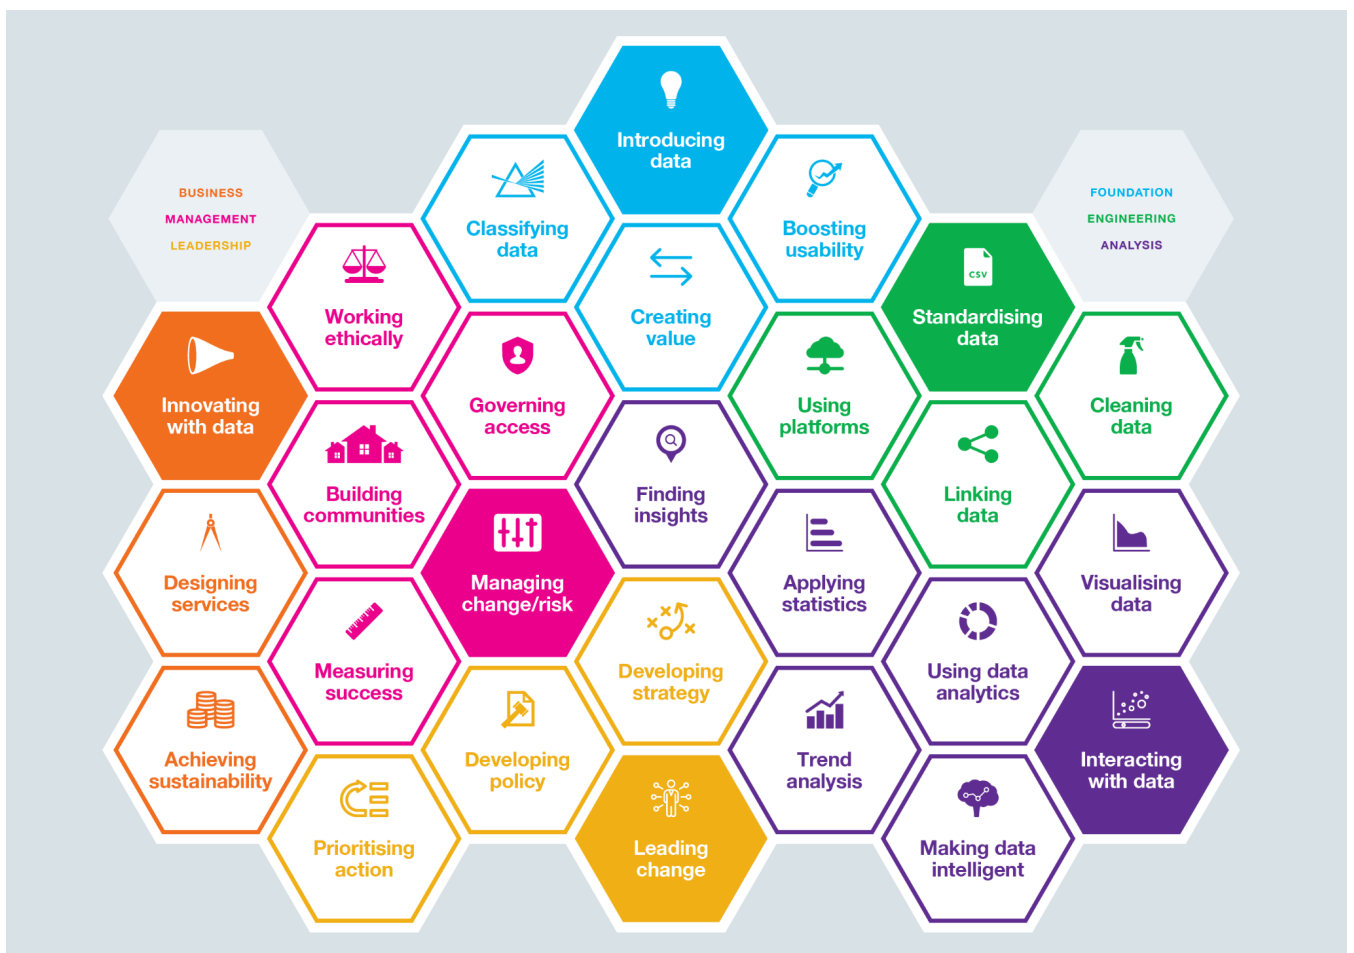 Introducing
data
Classifying
data
Boosting
usability
BUSINESS
MANAGEMENT
LEADERSHIP
FOUNDATION
ENGINEERING
ANALYSIS
Working
ethically
Creating
value
CSV
Standardising
data
Innovating
with data
Governing
access
Using
platforms
Cleaning
data
Building
communities
Finding
insights
Linking
data
Designing
services
Managing
change/risk
Applying
statistics
Visualising
data
Measuring
success
Developing
strategy
Using data
analytics
Achieving
sustainability
Developing
policy
Trend
analysis
Interacting
with data
Prioritising
action
Leading
change
Making data
intelligent